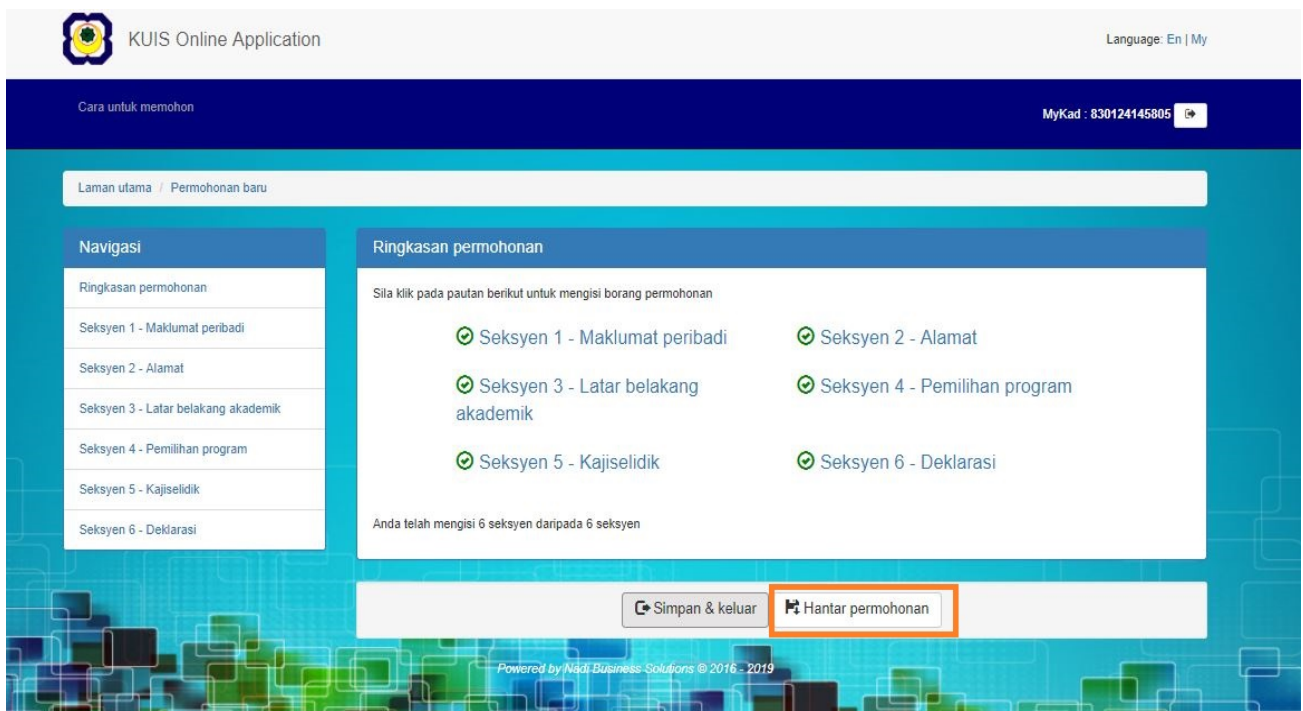 KUIS Online Application
Language: En | My
Cara untuk memohon
MyKad : 830124145805
Laman utama / Permohonan baru
Navigasi
Ringkasan permohonan
Seksyen 1 - Maklumat peribadi
Seksyen 2 - Alamat
Seksyen 3 - Latar belakang akademik
Seksyen 4 - Pemilihan program
Seksyen 5 - Kajiselidik
Seksyen 6 - Deklarasi
Ringkasan permohonan
Sila klik pada pautan berikut untuk mengisi borang permohonan
Seksyen 1 - Maklumat peribadi
Seksyen 2 - Alamat
Seksyen 3 - Latar belakang
akademik
Seksyen 4 - Pemilihan program
Seksyen 5 - Kajiselidik
Seksyen 6 - Deklarasi
Anda telah mengisi 6 seksyen daripada 6 seksyen
Simpan & keluar
Hantar permohonan
Powered by Nadi Business Solutions © 2016 - 2019